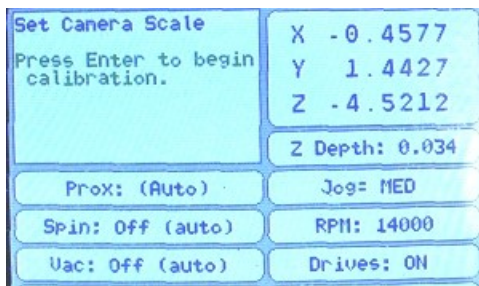 Set Camera Scale
Press Enter to begin
calibration.
X -0.4577
Y 1.4427
Z -4.5212
Z Depth: 0.034
Prox: (Auto)
Jog= MED
Spin: Off (auto)
RPM: 14000
Vac: Off (auto)
Drives: ON